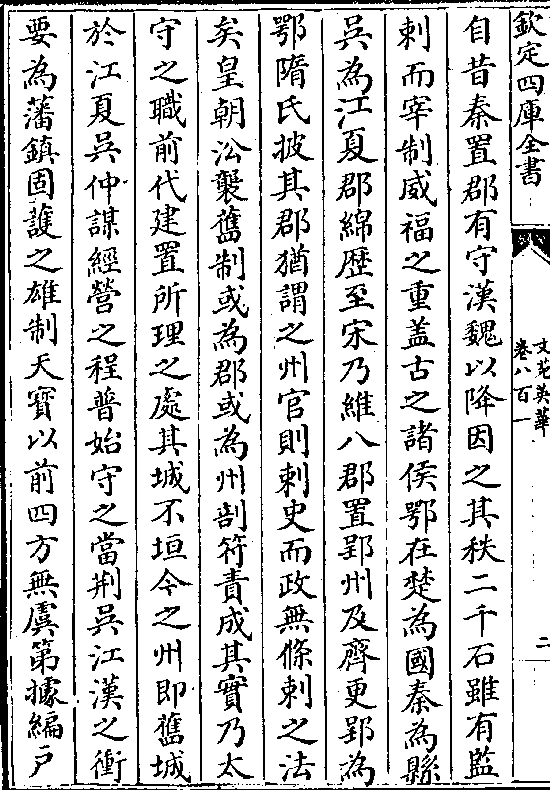 欽定四庫全書
文苑英華
卷八百一
二
自昔秦置郡有守漢魏以降因之其秩二千石雖有監
刺而宰制威福之重盖古之諸侯鄂在楚為國秦為縣
吳為江夏郡綿歴至宋乃維八郡置郢州及齊更郢為
鄂隋氏披其郡猶謂之州官則刺史而政無條刺之法
矣皇朝㳂襲舊制或為郡或為州剖符責成其實乃太
守之職前代建置所理之處其城不垣今之州即舊城
於江夏吳仲謀經營之程普始守之當荆吳江漢之衝
要為藩鎮固護之雄制天寳以前四方無虞第據編戶